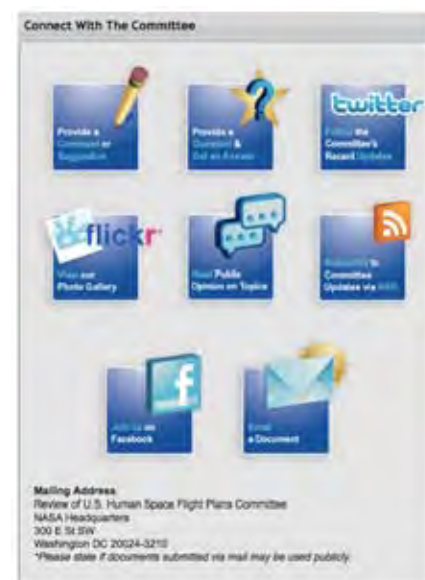 Connect With The Committee
Provide a
Comment or
Suggestion
Provide a
Question &
Get an Answer
twitter
Follow the
Committee's
Recent Updates
flickr
View our
Photo Gallery
Read Public
Opinion on Topics
Subscribe to
Committee
Updates via RSS
f
Join us on
Facebook
Email
a Document
Mailing Address
Review of U.S. Human Space Flight Plans Committee
NASA Headquarters
300 E St SW
Washington DC 20024-3210
*Please state if documents submitted via mail may be used publicly.